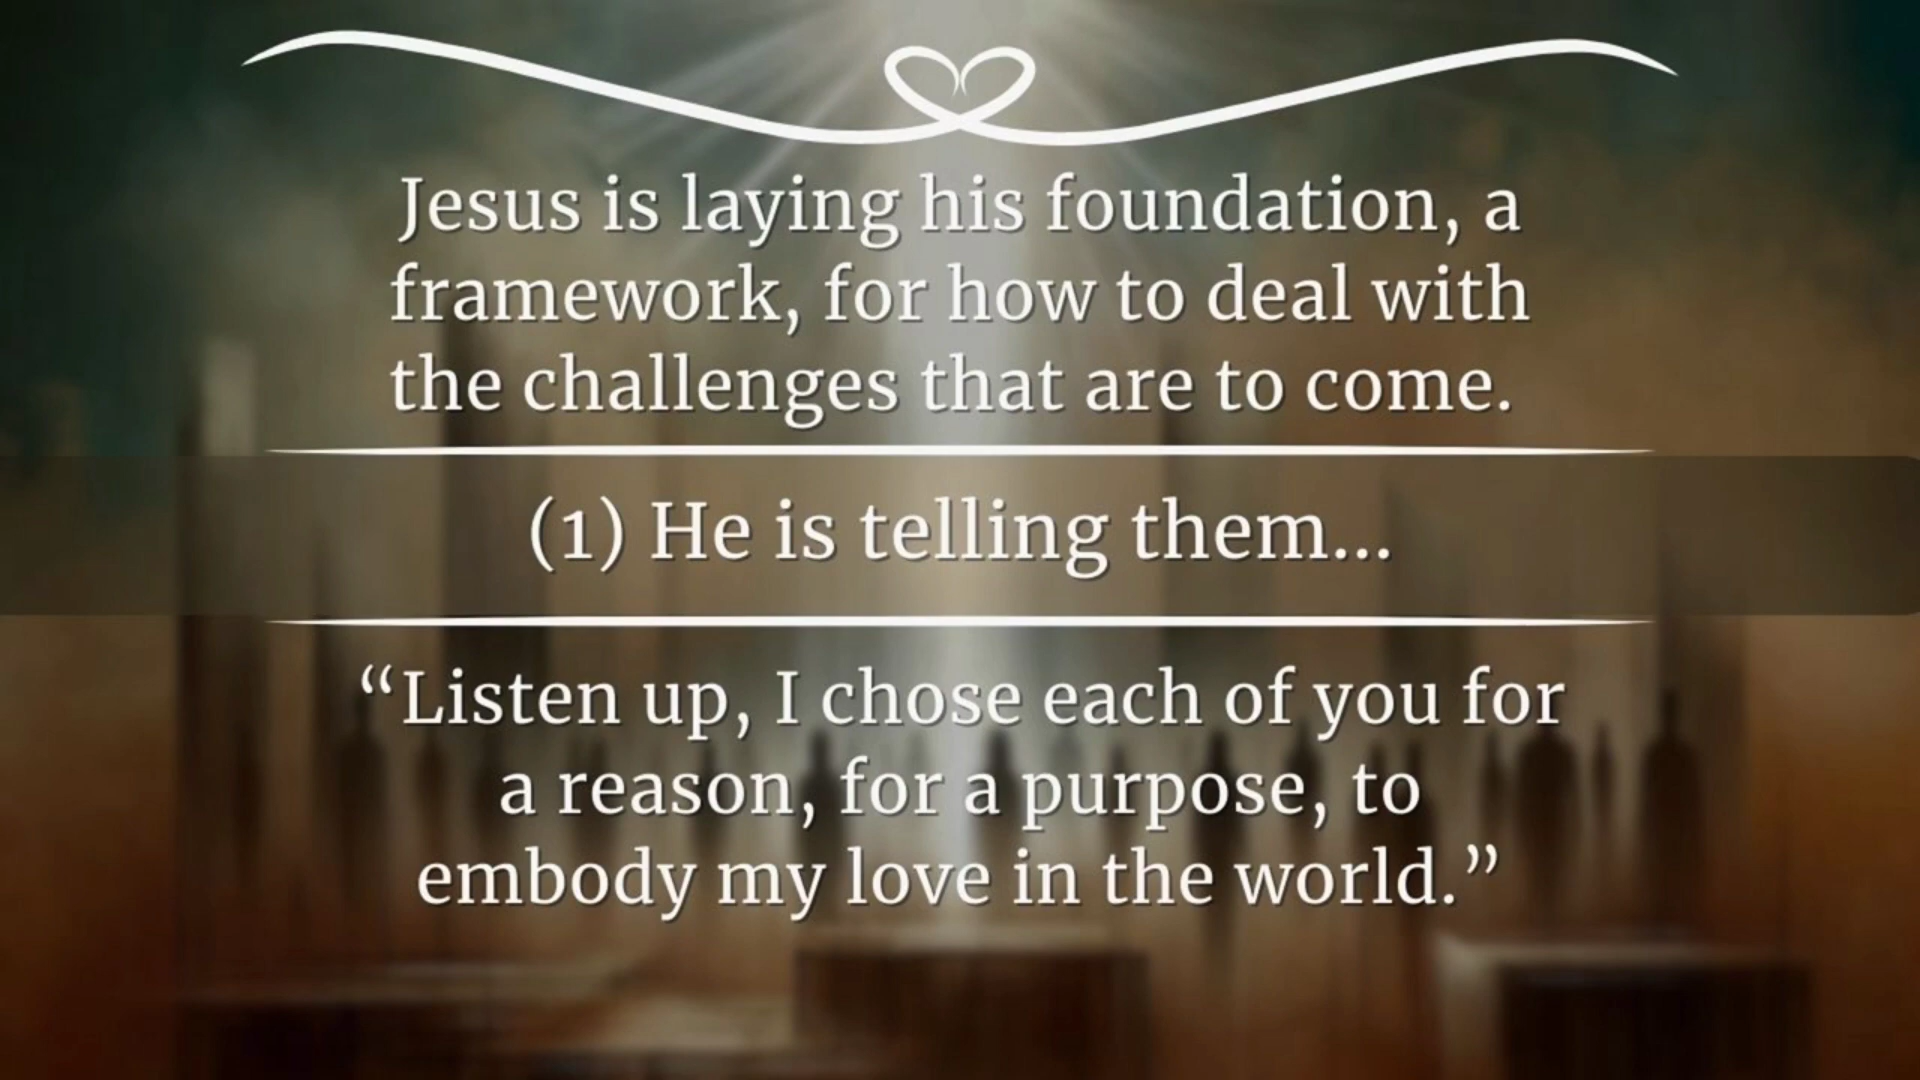 Jesus is laying his foundation, a
framework, for how to deal with
the challenges that are to come.
(1) He is telling them...
“Listen up, I chose each of you for
a reason, for a purpose, to
embody my love in the world.”